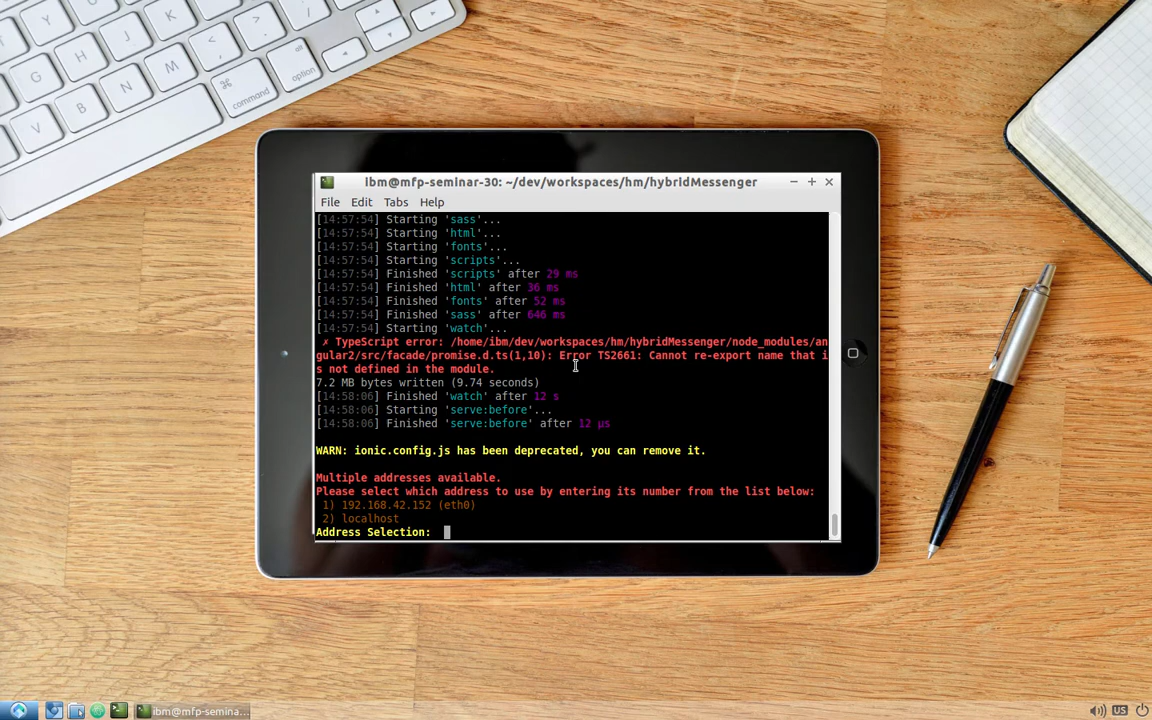 ibm@mfp-seminar-30: ~/dev/workspaces/hm/hybridMessenger
File Edit Tabs Help
[14:57:54] Starting 'sass'...
[14:57:54] Starting 'html'...
[14:57:54] Starting 'fonts'...
[14:57:54] Starting 'scripts'...
[14:57:54] Finished 'scripts' after 29 ms
[14:57:54] Finished 'html' after 36 ms
[14:57:54] Finished 'fonts' after 52 ms
[14:57:54] Finished 'sass' after 646 ms
[14:57:54] Starting 'watch'...
✗ TypeScript error: /home/ibm/dev/workspaces/hm/hybridMessenger/node_modules/an
gular2/src/facade/promise.d.ts(1,10): Error TS2661: Cannot re-export name that i
s not defined in the module.
7.2 MB bytes written (9.74 seconds)
[14:58:06] Finished 'watch' after 12 s
[14:58:06] Starting 'serve:before'...
[14:58:06] Finished 'serve:before' after 12 μs
WARN: ionic.config.js has been deprecated, you can remove it.
Multiple addresses available.
Please select which address to use by entering its number from the list below:
1) 192.168.42.152 (eth0)
2) localhost
Address Selection:
Y
G H J K L : "
V B N M < > ?
command option alt
ibm@mfp-semina...
US